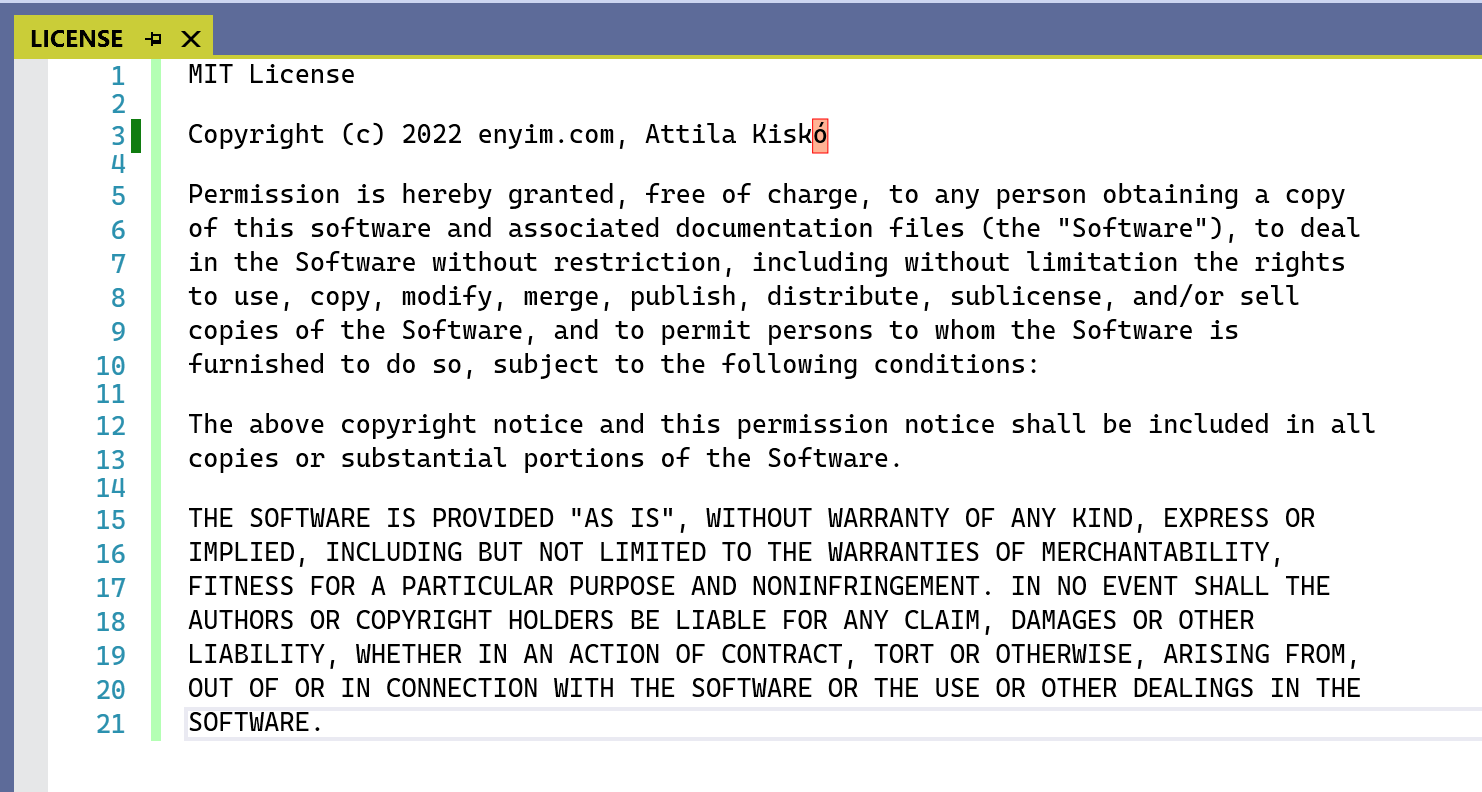 LICENSE
1 MIT License
2
3 Copyright (c) 2022 enyim.com, Attila Kiskó
4
5 Permission is hereby granted, free of charge, to any person obtaining a copy
6 of this software and associated documentation files (the "Software"), to deal
7 in the Software without restriction, including without limitation the rights
8 to use, copy, modify, merge, publish, distribute, sublicense, and/or sell
9 copies of the Software, and to permit persons to whom the Software is
10 furnished to do so, subject to the following conditions:
11
12 The above copyright notice and this permission notice shall be included in all
13 copies or substantial portions of the Software.
14
15 THE SOFTWARE IS PROVIDED "AS IS", WITHOUT WARRANTY OF ANY KIND, EXPRESS OR
16 IMPLIED, INCLUDING BUT NOT LIMITED TO THE WARRANTIES OF MERCHANTABILITY,
17 FITNESS FOR A PARTICULAR PURPOSE AND NONINFRINGEMENT. IN NO EVENT SHALL THE
18 AUTHORS OR COPYRIGHT HOLDERS BE LIABLE FOR ANY CLAIM, DAMAGES OR OTHER
19 LIABILITY, WHETHER IN AN ACTION OF CONTRACT, TORT OR OTHERWISE, ARISING FROM,
20 OUT OF OR IN CONNECTION WITH THE SOFTWARE OR THE USE OR OTHER DEALINGS IN THE
21 SOFTWARE.